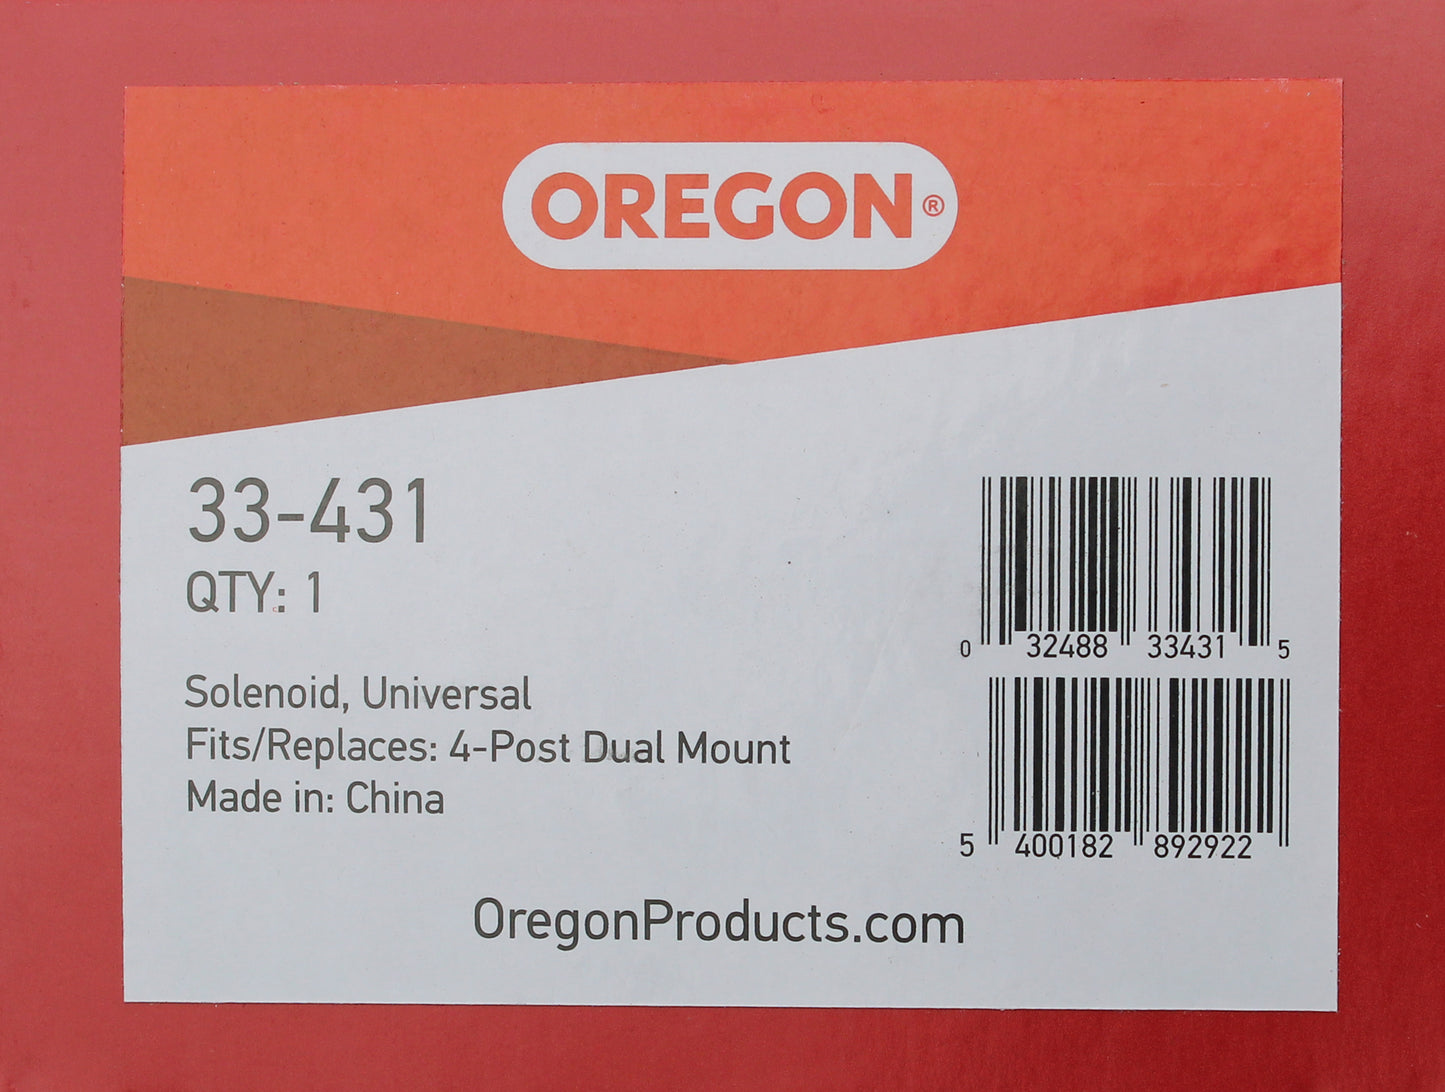 OREGON®
33-431
QTY: 1
Solenoid, Universal
Fits/Replaces: 4-Post Dual Mount
Made in: China
0 32488 33431 5
5 400182 892922
OregonProducts.com